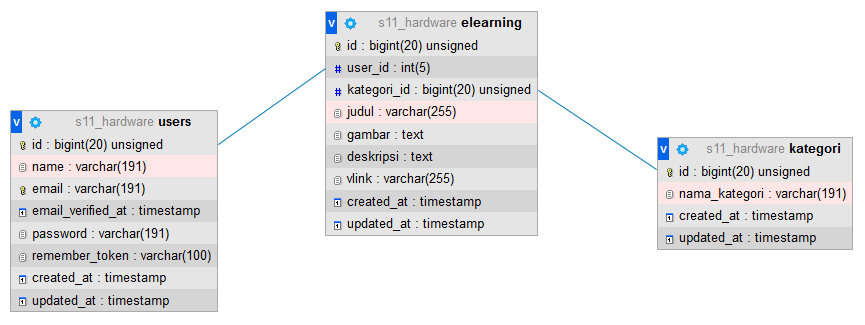 v s11_hardware users
id : bigint(20) unsigned
name : varchar(191)
email : varchar(191)
email_verified_at : timestamp
password : varchar(191)
remember_token : varchar(100)
created_at : timestamp
updated_at : timestamp
v s11_hardware elearning
id : bigint(20) unsigned
# user_id : int(5)
# kategori_id : bigint(20) unsigned
judul : varchar(255)
gambar : text
deskripsi : text
vlink : varchar(255)
created_at : timestamp
updated_at : timestamp
v s11_hardware kategori
id : bigint(20) unsigned
nama_kategori : varchar(191)
created_at : timestamp
updated_at : timestamp